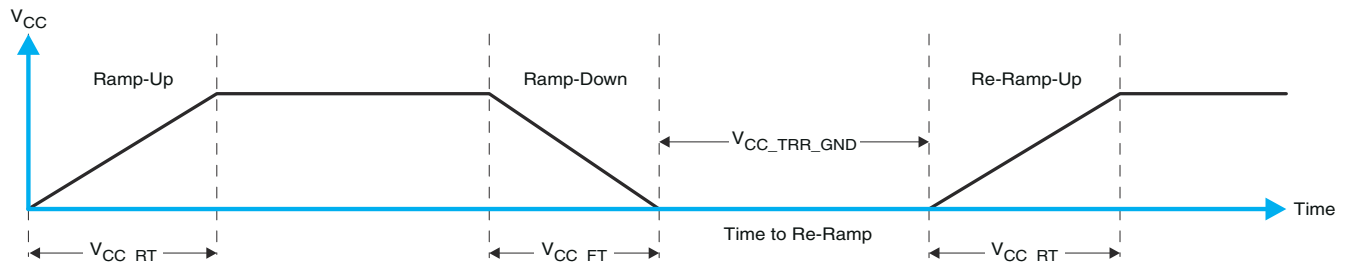 VCC
Ramp-Up
Ramp-Down
Re-Ramp-Up
VCC_TRR_GND
Time
Time to Re-Ramp
VCC_RT
VCC_FT
VCC_RT